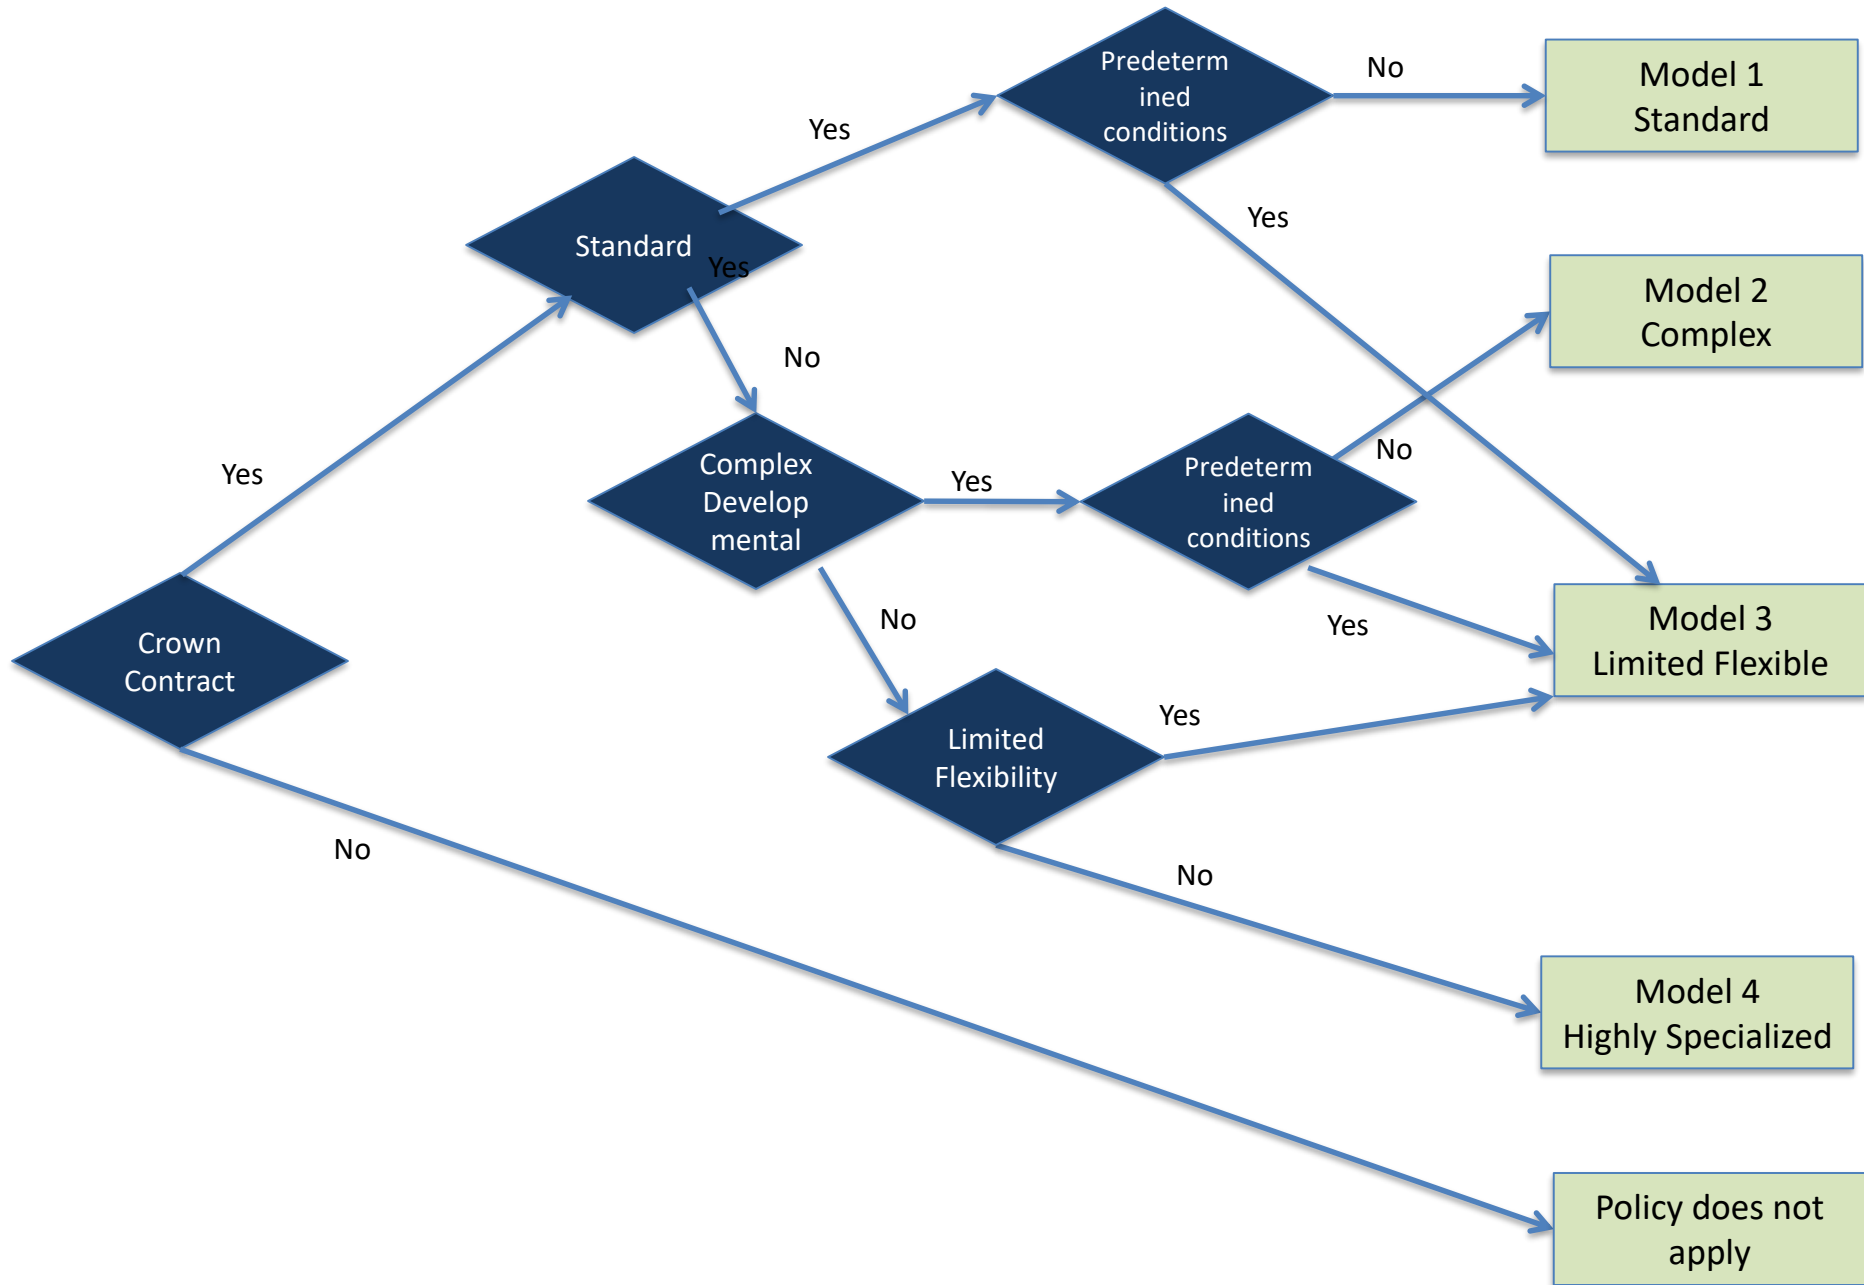 Predeterm
ined
conditions
No
Model 1
Standard
Yes
Standard
Yes
Yes
Model 2
Complex
No
Complex
Develop
mental
Yes
Predeterm
ined
conditions
No
Crown
Contract
Yes
No
Yes
Model 3
Limited Flexible
Limited
Flexibility
Yes
No
No
Model 4
Highly Specialized
Policy does not
apply